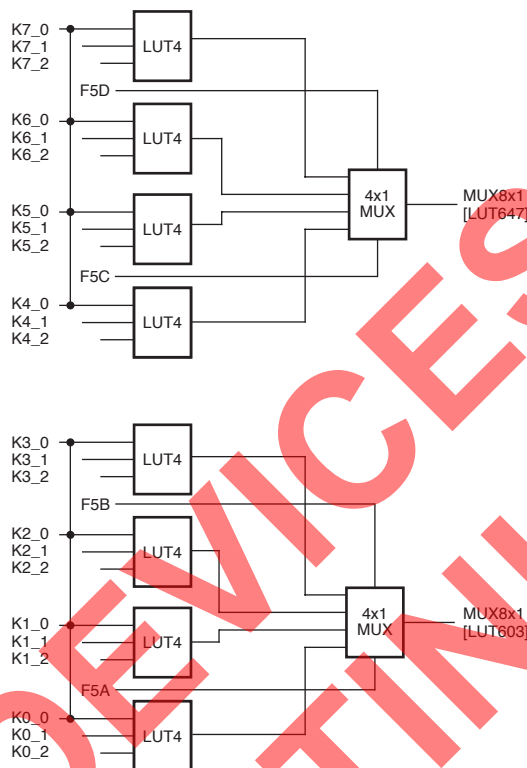 K7_0
K7_1
K7_2
LUT4
F5D
K6_0
K6_1
K6_2
LUT4
4x1
MUX
MUX8x1
[LUT647]
K5_0
K5_1
K5_2
LUT4
F5C
K4_0
K4_1
K4_2
LUT4
K3_0
K3_1
K3_2
LUT4
F5B
K2_0
K2_1
K2_2
LUT4
4x1
MUX
MUX8x1
[LUT603]
K1_0
K1_1
K1_2
LUT4
F5A
K0_0
K0_1
K0_2
LUT4
DEVICES
TIN